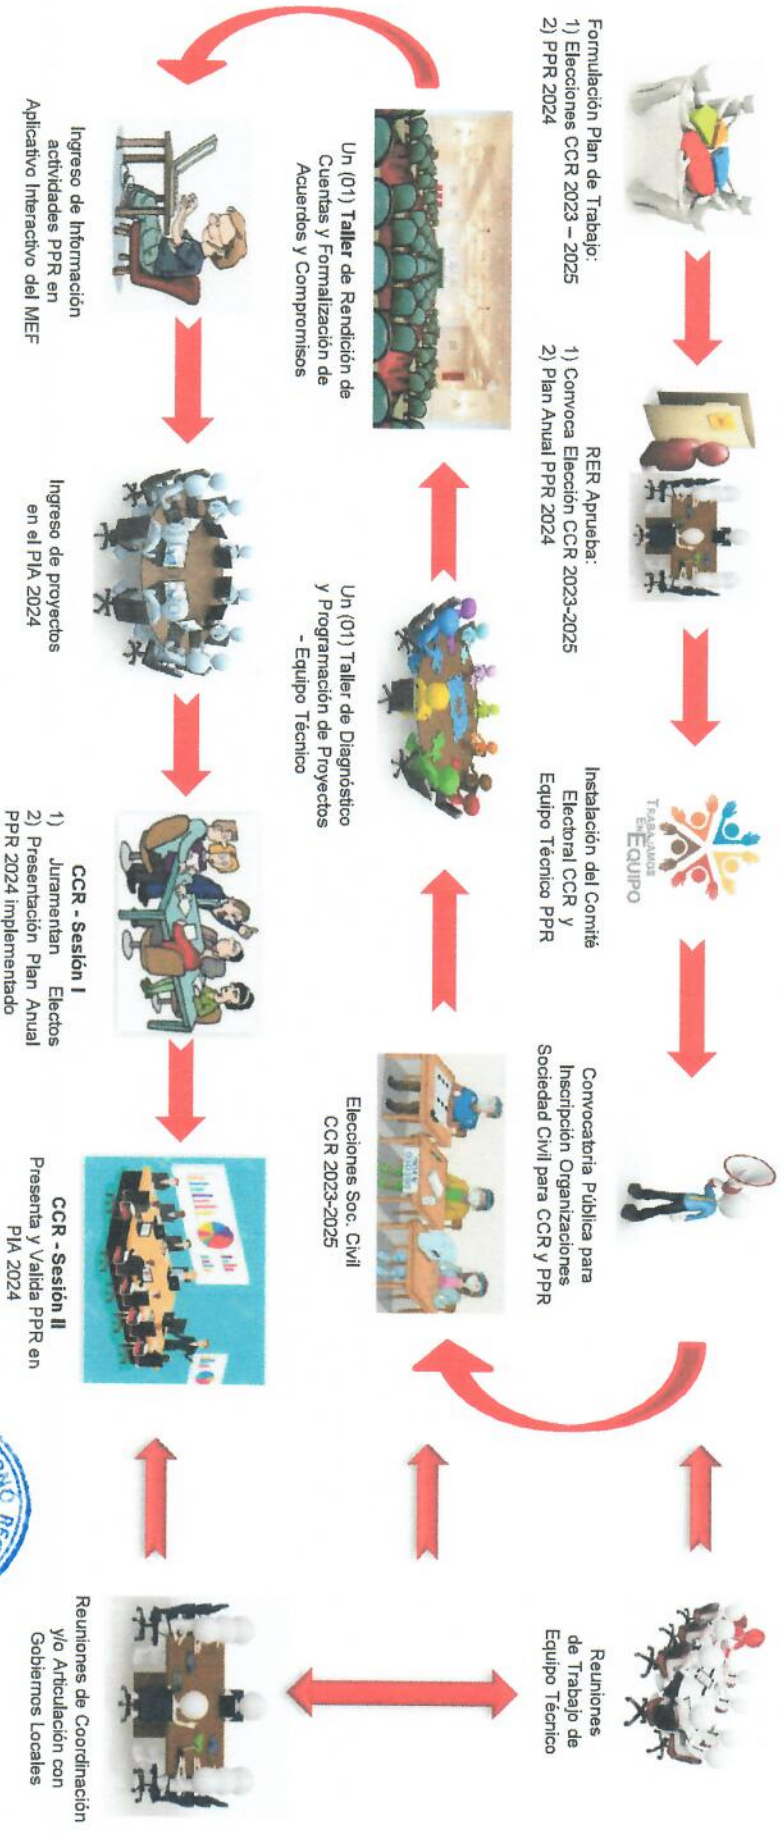 Formulación Plan de Trabajo:
1) Elecciones CCR 2023 – 2025
2) PPR 2024
RER Aprueba:
1) Convoca Elección CCR 2023-2025
2) Plan Anual PPR 2024
TRABAJAMOS
EN EQUIPO
Instalación del Comité
Electoral CCR y
Equipo Técnico PPR
Convocatoria Pública para
Inscripción Organizaciones
Sociedad Civil para CCR y PPR
Reuniones
de Trabajo de
Equipo Técnico
Un (01) Taller de Rendición de
Cuentas y Formalización de
Acuerdos y Compromisos
Un (01) Taller de Diagnóstico
y Programación de Proyectos
- Equipo Técnico
Elecciones Soc. Civil
CCR 2023-2025
Ingreso de Información
actividades PPR en
Aplicativo Interactivo del MEF
Ingreso de proyectos
en el PIA 2024
CCR - Sesión I
1) Juramentan Electos
2) Presentación Plan Anual
PPR 2024 implementado
CCR - Sesión II
Presenta y Valida PPR en
PIA 2024
Reuniones de Coordinación
y/o Articulación con
Gobiernos Locales